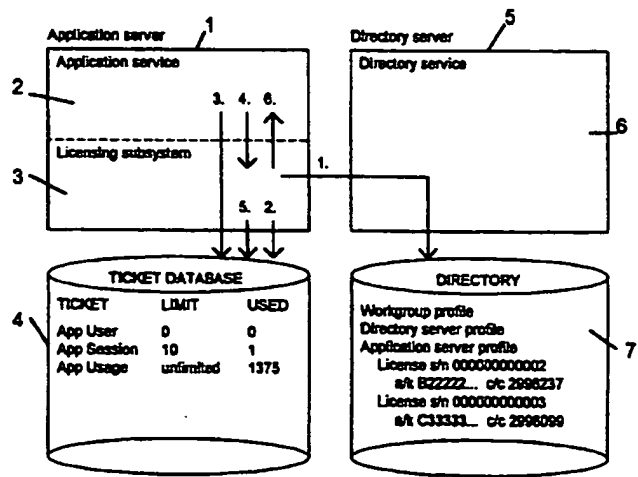 1
5
Application server
Directory server
Application service
Directory service
2
3. 4. 6.
6
Licensing subsystem
1.
3
5. 2.
TICKET DATABASE
DIRECTORY
TICKET LIMIT USED
4
App User 0 0
App Session 10 1
App Usage unlimited 1375
Workgroup profile
Directory server profile
Application server profile
7
License s/n 000000000002
a/k B22222... c/c 2996237
License s/n 000000000003
a/k C33333... c/c 2996099